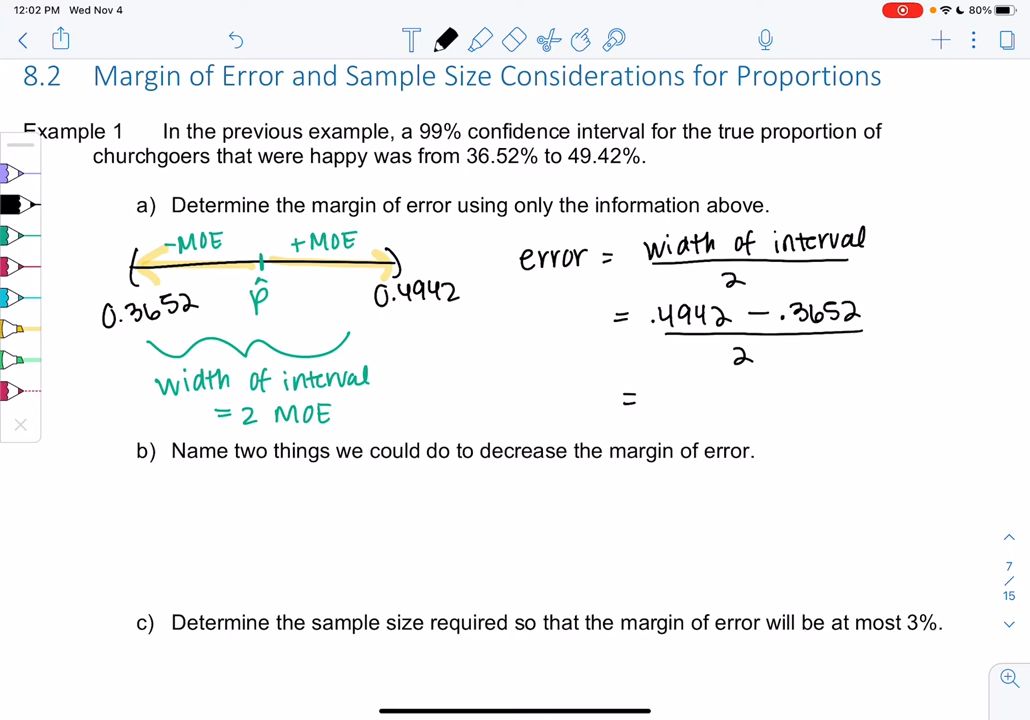 12:02 PM Wed Nov 4
80%
8.2 Margin of Error and Sample Size Considerations for Proportions
Example 1 In the previous example, a 99% confidence interval for the true proportion of
churchgoers that were happy was from 36.52% to 49.42%.
a) Determine the margin of error using only the information above.
-MOE +MOE
0.3652 p̂ 0.4942
width of interval
= 2 MOE
error = width of interval
2
= .4942 - .3652
2
=
b) Name two things we could do to decrease the margin of error.
7
/
15
c) Determine the sample size required so that the margin of error will be at most 3%.